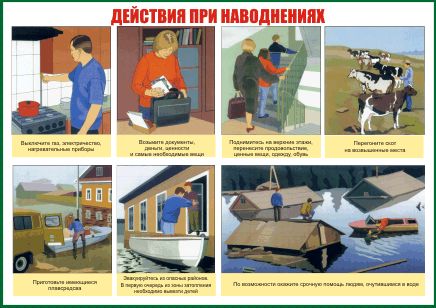 ДЕЙСТВИЯ ПРИ НАВОДНЕНИЯХ
Выключите газ, электричество,
нагревательные приборы
Возьмите документы,
деньги, ценности
и самые необходимые вещи
Поднимитесь на верхние этажи,
перенесите продовольствие,
ценные вещи, одежду, обувь
Перегоните скот
на возвышенные места
Приготовьте имеющиеся
плавсредсва
Эвакуируйтесь из опасных районов.
В первую очередь из зоны затопления
необходимо вывезти детей
По возможности окажите срочную помощь людям, очутившимся в воде